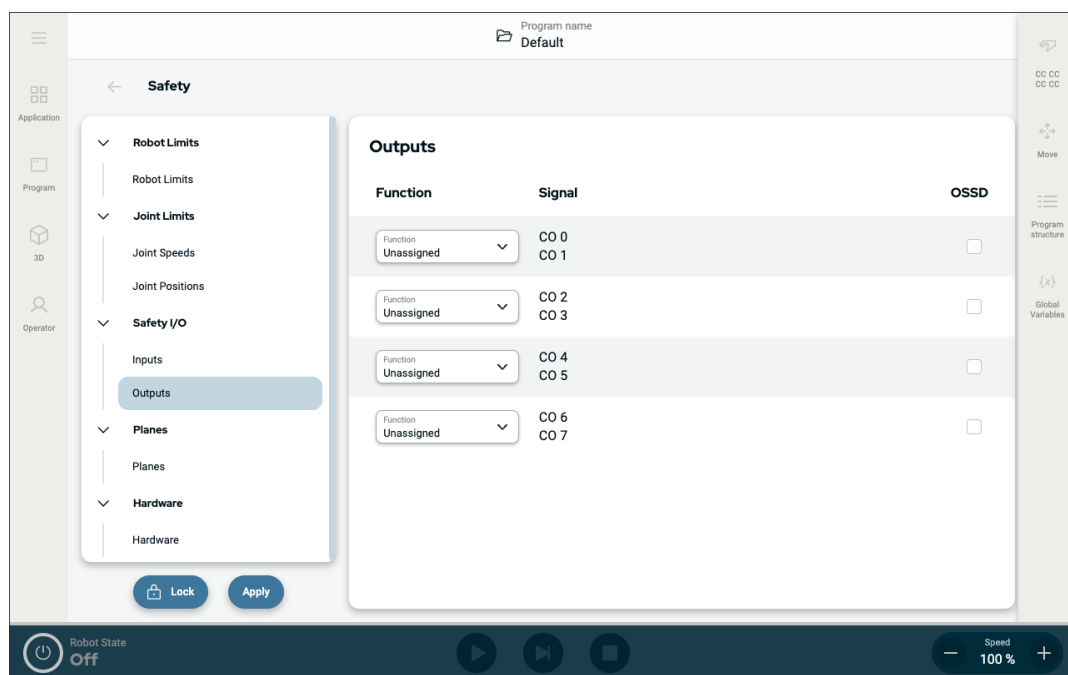 Program name
Default
Application
Program
3D
Operator
Safety
Robot Limits
Robot Limits
Joint Limits
Joint Speeds
Joint Positions
Safety I/O
Inputs
Outputs
Planes
Planes
Hardware
Hardware
Lock
Apply
Outputs
Function Signal OSSD
Function
Unassigned
CO 0
CO 1
Function
Unassigned
CO 2
CO 3
Function
Unassigned
CO 4
CO 5
Function
Unassigned
CO 6
CO 7
CC CC
CC CC
Move
Program
structure
{x}
Global
Variables
Robot State
Off
Speed
100 %